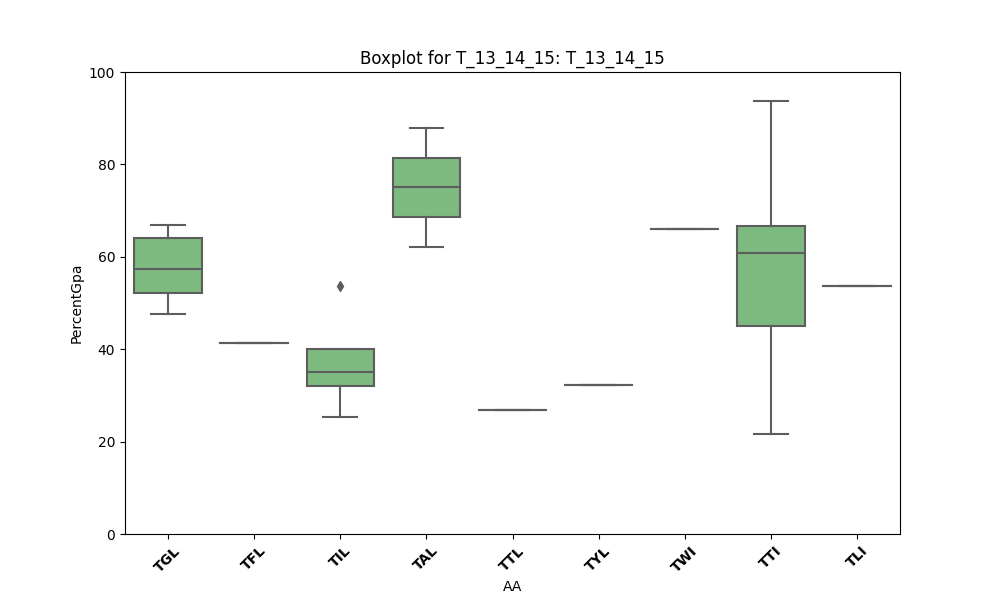 Boxplot for T_13_14_15: T_13_14_15
PercentGpa
100
80
60
40
20
0
TGL
TFL
TIL
TAL
TTL
TYL
TWI
TTI
TLI
AA